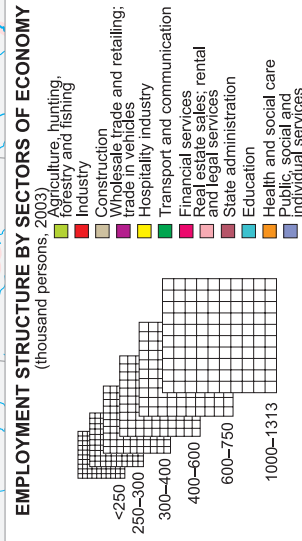 EMPLOYMENT STRUCTURE BY SECTORS OF ECONOMY
(thousand persons, 2003)
Agriculture, hunting,
forestry and fishing
Industry
Construction
Wholesale trade and retailing;
trade in vehicles
Hospitality industry
Transport and communication
Financial services
Real estate sales; rental
and legal services
State administration
Education
Health and social care
Public, social and
individual services
<250
250–300
300–400
400–600
600–750
1000–1313